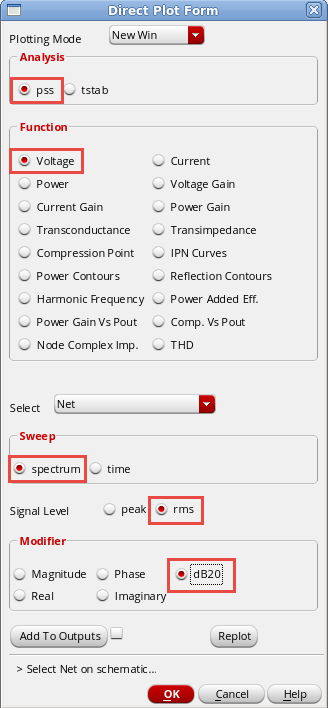 Direct Plot Form
Plotting Mode New Win
Analysis
pss tstab
Function
Voltage Current
Power Voltage Gain
Current Gain Power Gain
Transconductance Transimpedance
Compression Point IPN Curves
Power Contours Reflection Contours
Harmonic Frequency Power Added Eff.
Power Gain Vs Pout Comp. Vs Pout
Node Complex Imp. THD
Select Net
Sweep
spectrum time
Signal Level peak rms
Modifier
Magnitude Phase dB20
Real Imaginary
Add To Outputs Replot
> Select Net on schematic...
OK Cancel Help